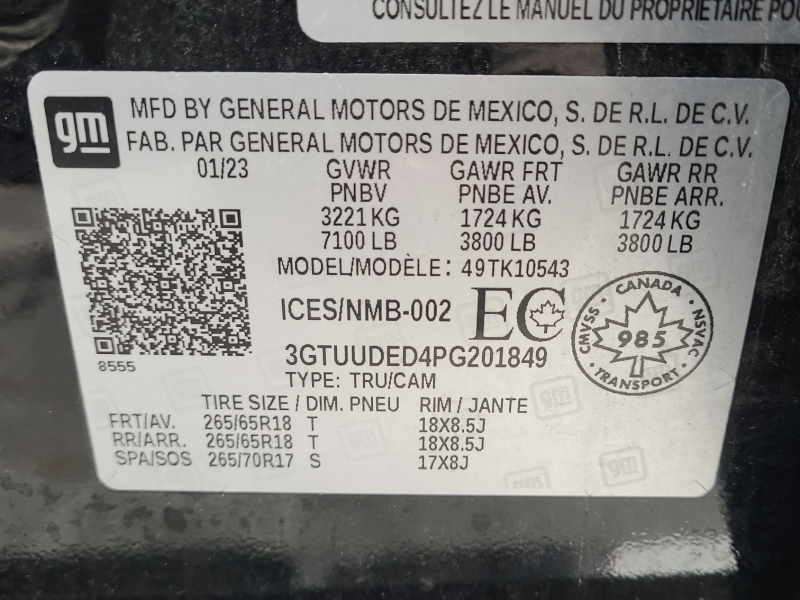 CONSULTEZ LE MANUEL DU PROPRIÉTAIRE POU
gm
MFD BY GENERAL MOTORS DE MEXICO, S. DE R.L. DE C.V.
FAB. PAR GENERAL MOTORS DE MEXICO, S. DE R.L. DE C.V.
01/23 GVWR GAWR FRT GAWR RR
PNBV PNBE AV. PNBE ARR.
3221 KG 1724 KG 1724 KG
7100 LB 3800 LB 3800 LB
MODEL/MODÈLE: 49TK10543
ICES/NMB-002 EC
CANADA CMVSS NSVAC 985 TRANSPORT
8555
3GTUUDED4PG201849
TYPE: TRU/CAM
TIRE SIZE / DIM. PNEU RIM / JANTE
FRT/AV. 265/65R18 T 18X8.5J
RR/ARR. 265/65R18 T 18X8.5J
SPA/SOS 265/70R17 S 17X8J